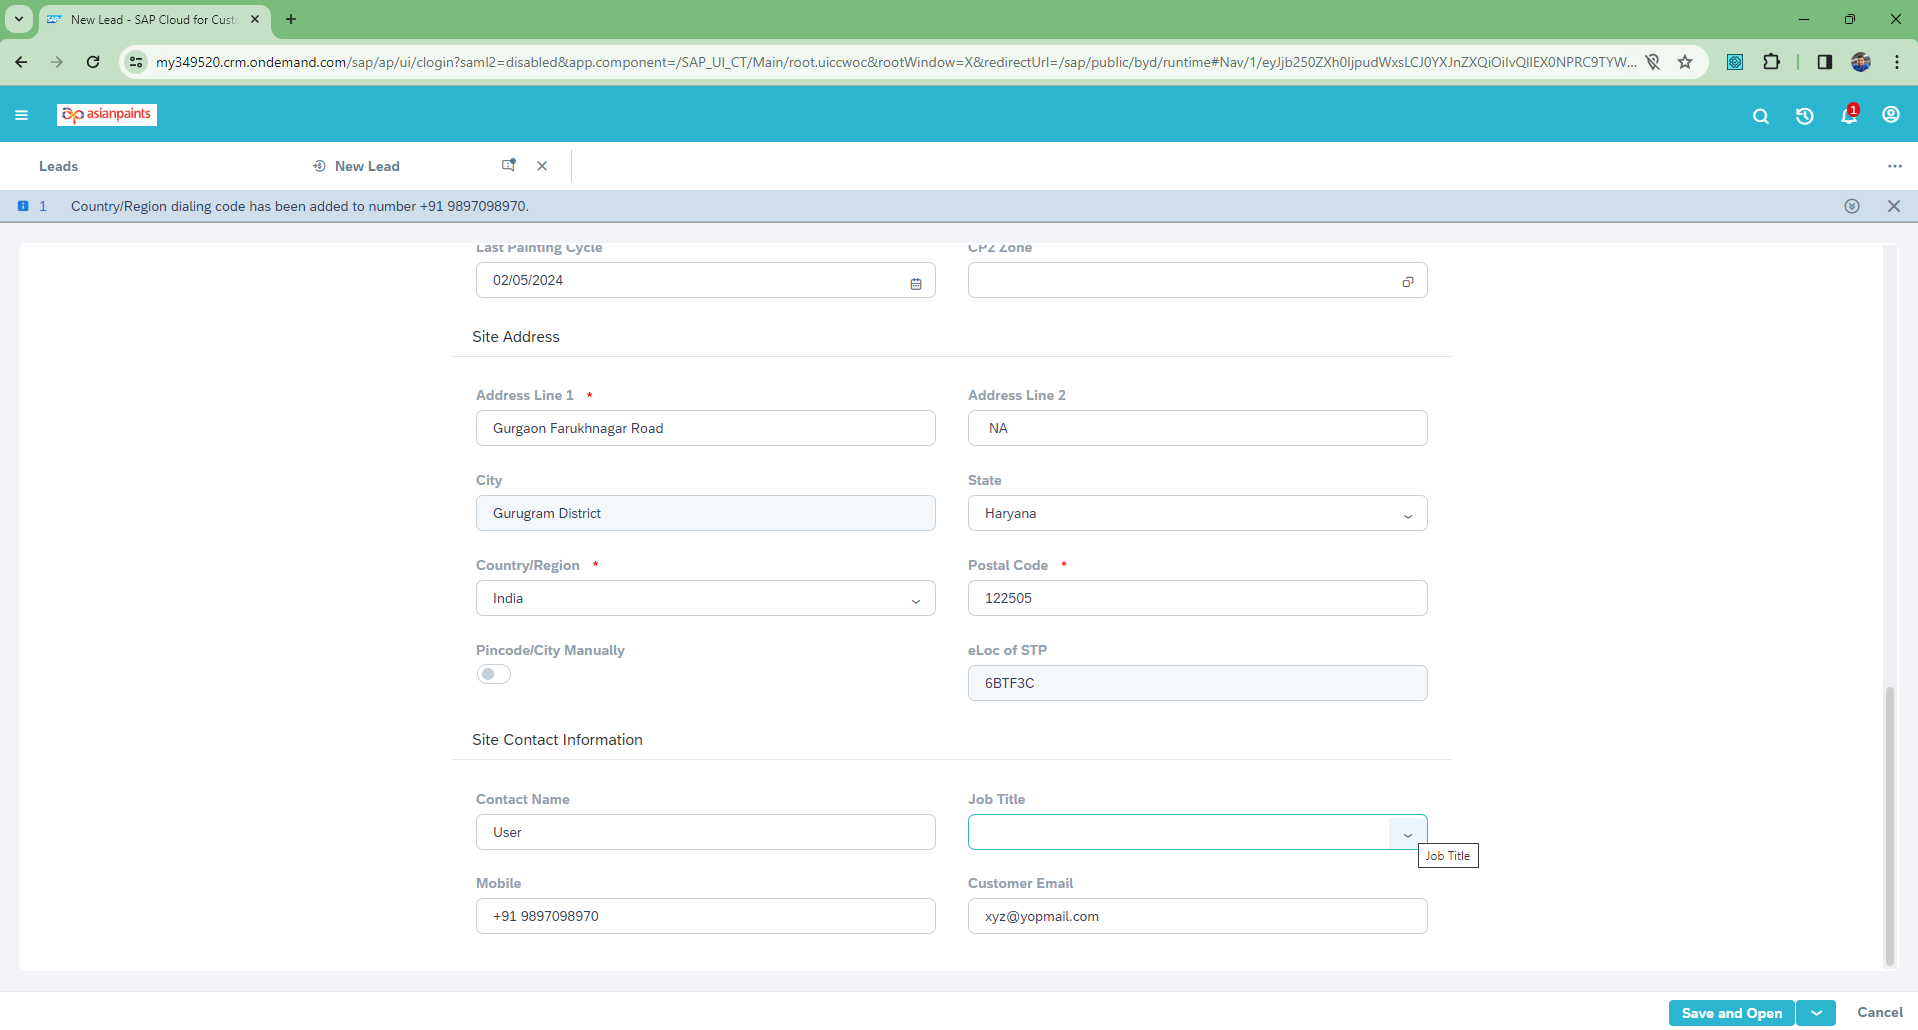 New Lead - SAP Cloud for Cust
my349520.crm.ondemand.com/sap/ap/ui/clogin?saml2=disabled&app.component=/SAP_UI_CT/Main/root.uiccwoc&rootWindow=X&redirectUrl=/sap/public/byd/runtime#Nav/1/eyJjb250ZXh0IjpudWxsLCJ0YXJnZXQiOiIvQllEX0NPRC9TYW...
asianpaints
1
Leads
New Lead
1 Country/Region dialing code has been added to number +91 9897098970.
Last Painting Cycle
CP2 Zone
02/05/2024
Site Address
Address Line 1 *
Address Line 2
Gurgaon Farukhnagar Road
NA
City
State
Gurugram District
Haryana
Country/Region *
Postal Code *
India
122505
Pincode/City Manually
eLoc of STP
6BTF3C
Site Contact Information
Contact Name
Job Title
User
Job Title
Mobile
Customer Email
+91 9897098970
xyz@yopmail.com
Save and Open
Cancel